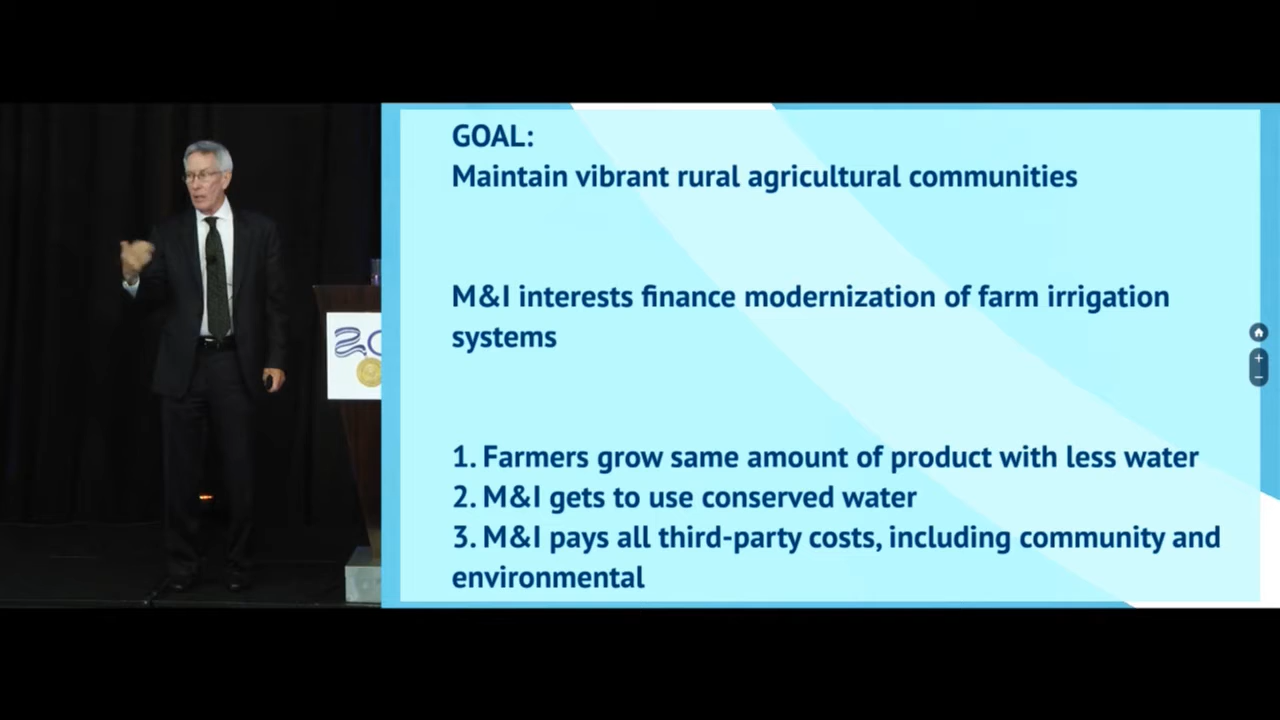 GOAL:
Maintain vibrant rural agricultural communities
M&I interests finance modernization of farm irrigation
systems
1. Farmers grow same amount of product with less water
2. M&I gets to use conserved water
3. M&I pays all third-party costs, including community and
environmental